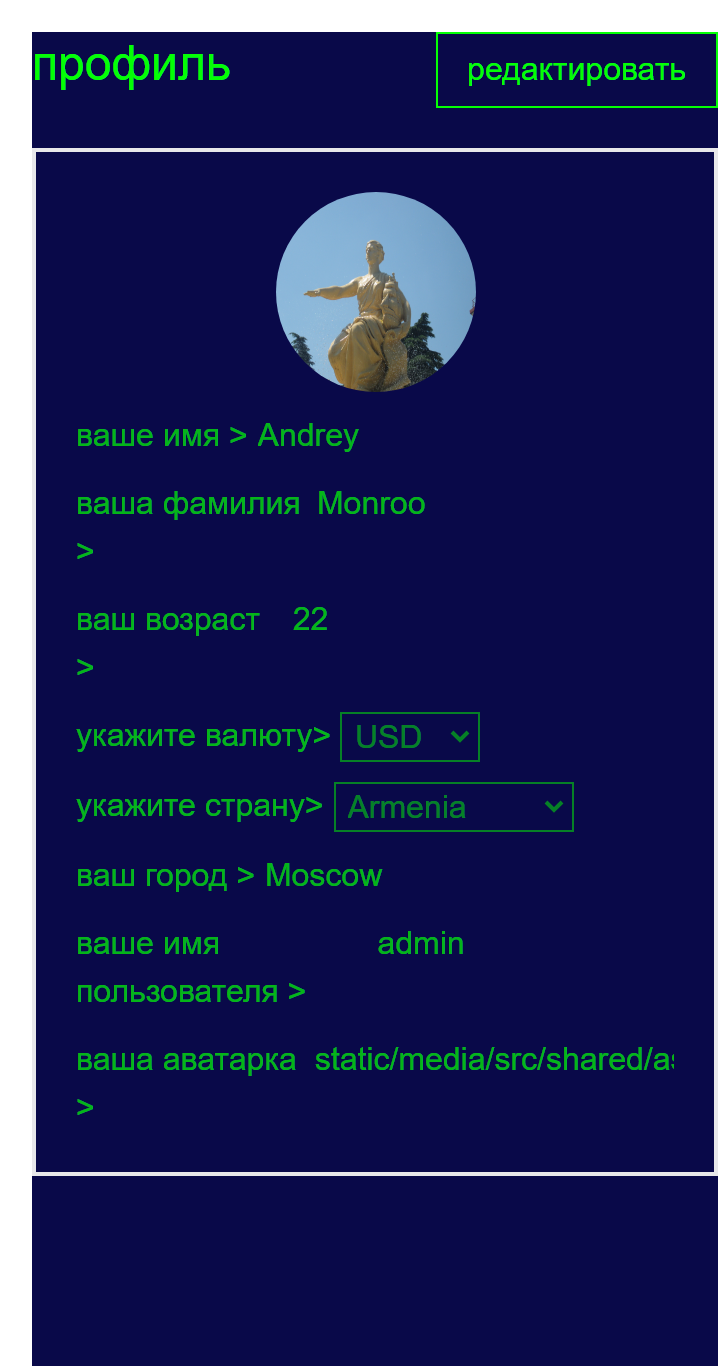 профиль
редактировать
ваше имя > Andrey
ваша фамилия Monroo
>
ваш возраст 22
>
укажите валюту> USD
укажите страну> Armenia
ваш город > Moscow
ваше имя admin
пользователя >
ваша аватарка static/media/src/shared/as
>